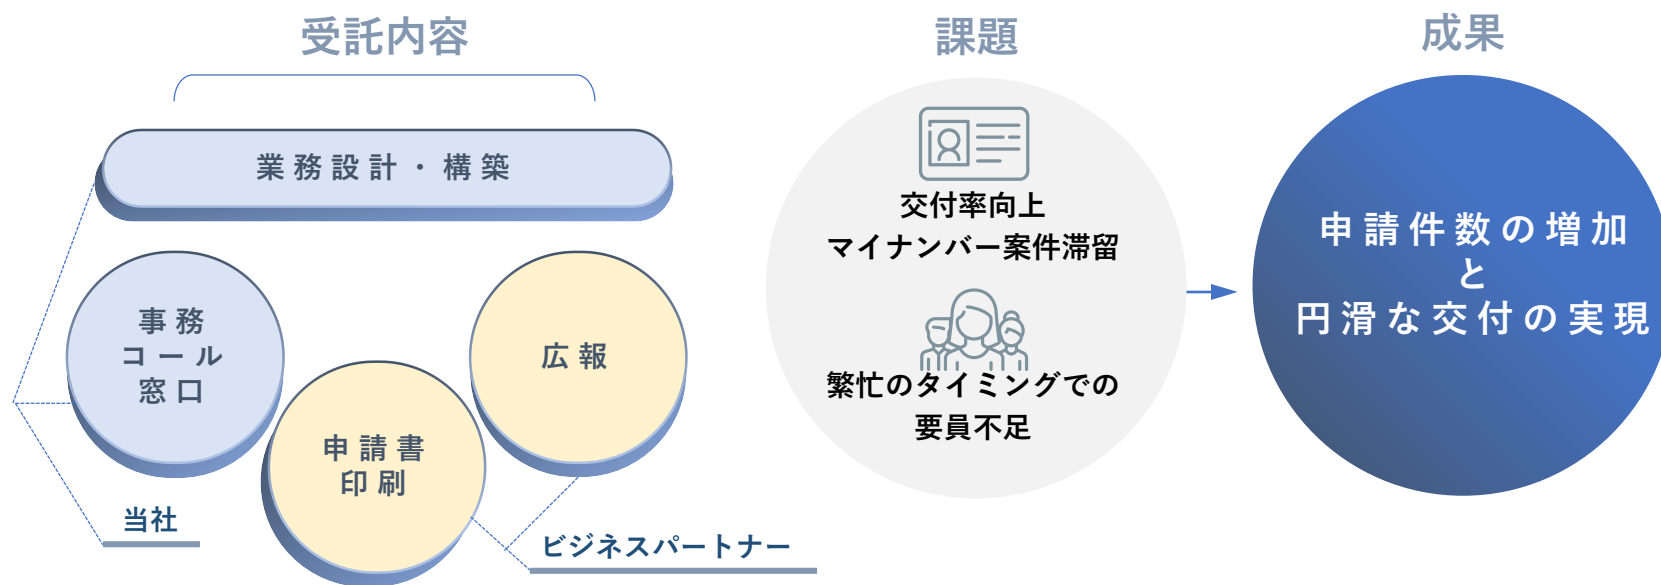 受託内容
業務設計・構築
事務
コール
窓口
申請書
印刷
広報
当社
ビジネスパートナー
課題
交付率向上
マイナンバー案件滞留
繁忙のタイミングでの
要員不足
成果
申請件数の増加
と
円滑な交付の実現